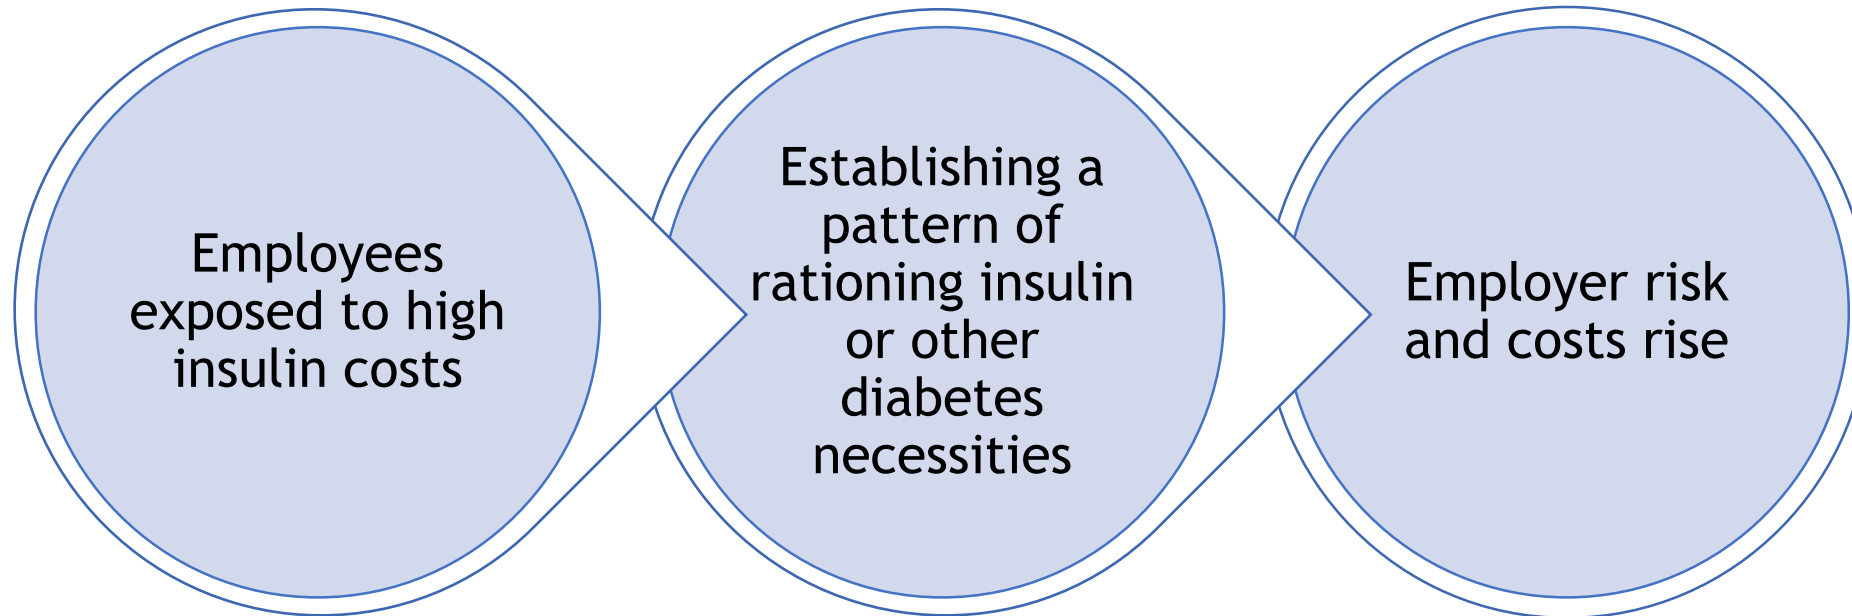 Employees
exposed to high
insulin costs
Establishing a
pattern of
rationing insulin
or other
diabetes
necessities
Employer risk
and costs rise